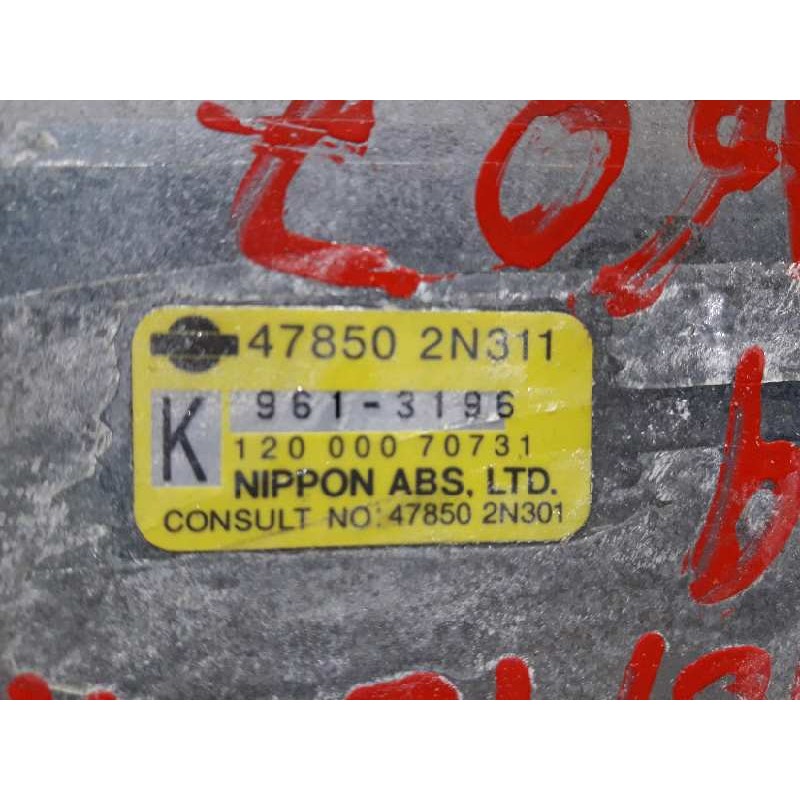 47850 2N311
K 961-3196
120 000 70731
NIPPON ABS, LTD.
CONSULT NO: 47850 2N301